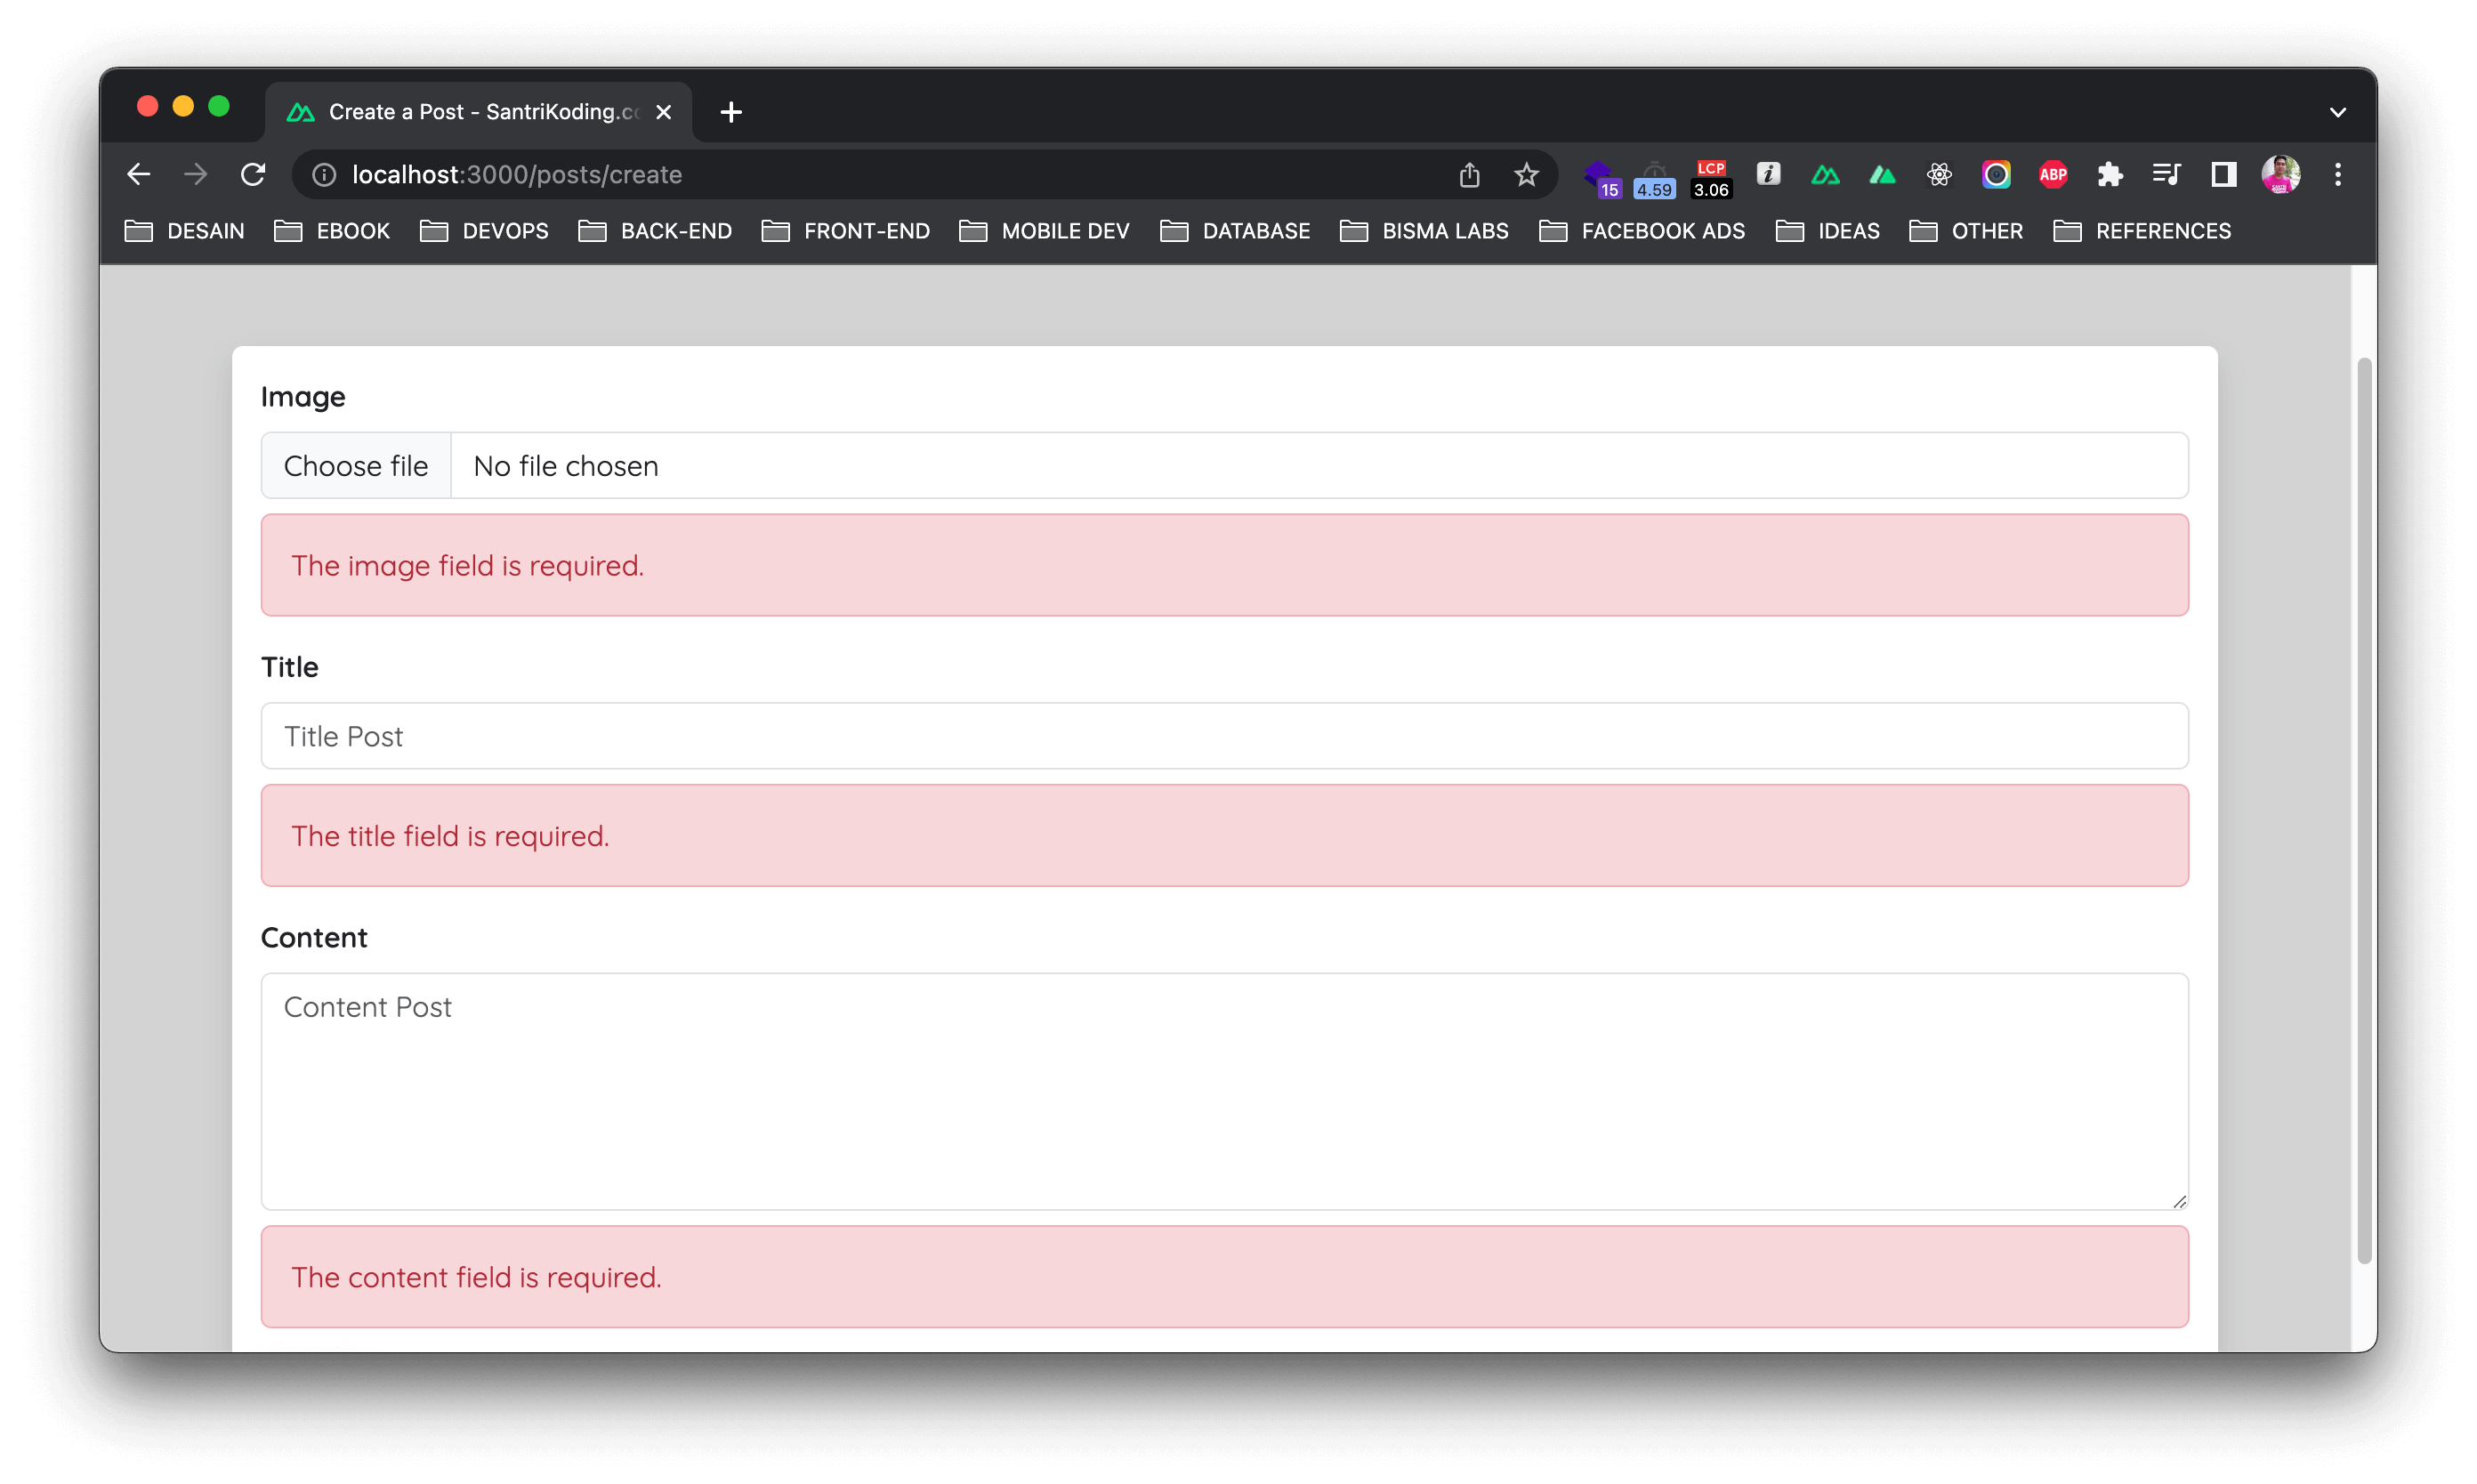 Create a Post - SantriKoding.co
localhost:3000/posts/create
15
4.59
LCP
3.06
i
ABP
DESAIN EBOOK DEVOPS BACK-END FRONT-END MOBILE DEV DATABASE BISMA LABS FACEBOOK ADS IDEAS OTHER REFERENCES
Image
Choose file No file chosen
The image field is required.
Title
Title Post
The title field is required.
Content
Content Post
The content field is required.